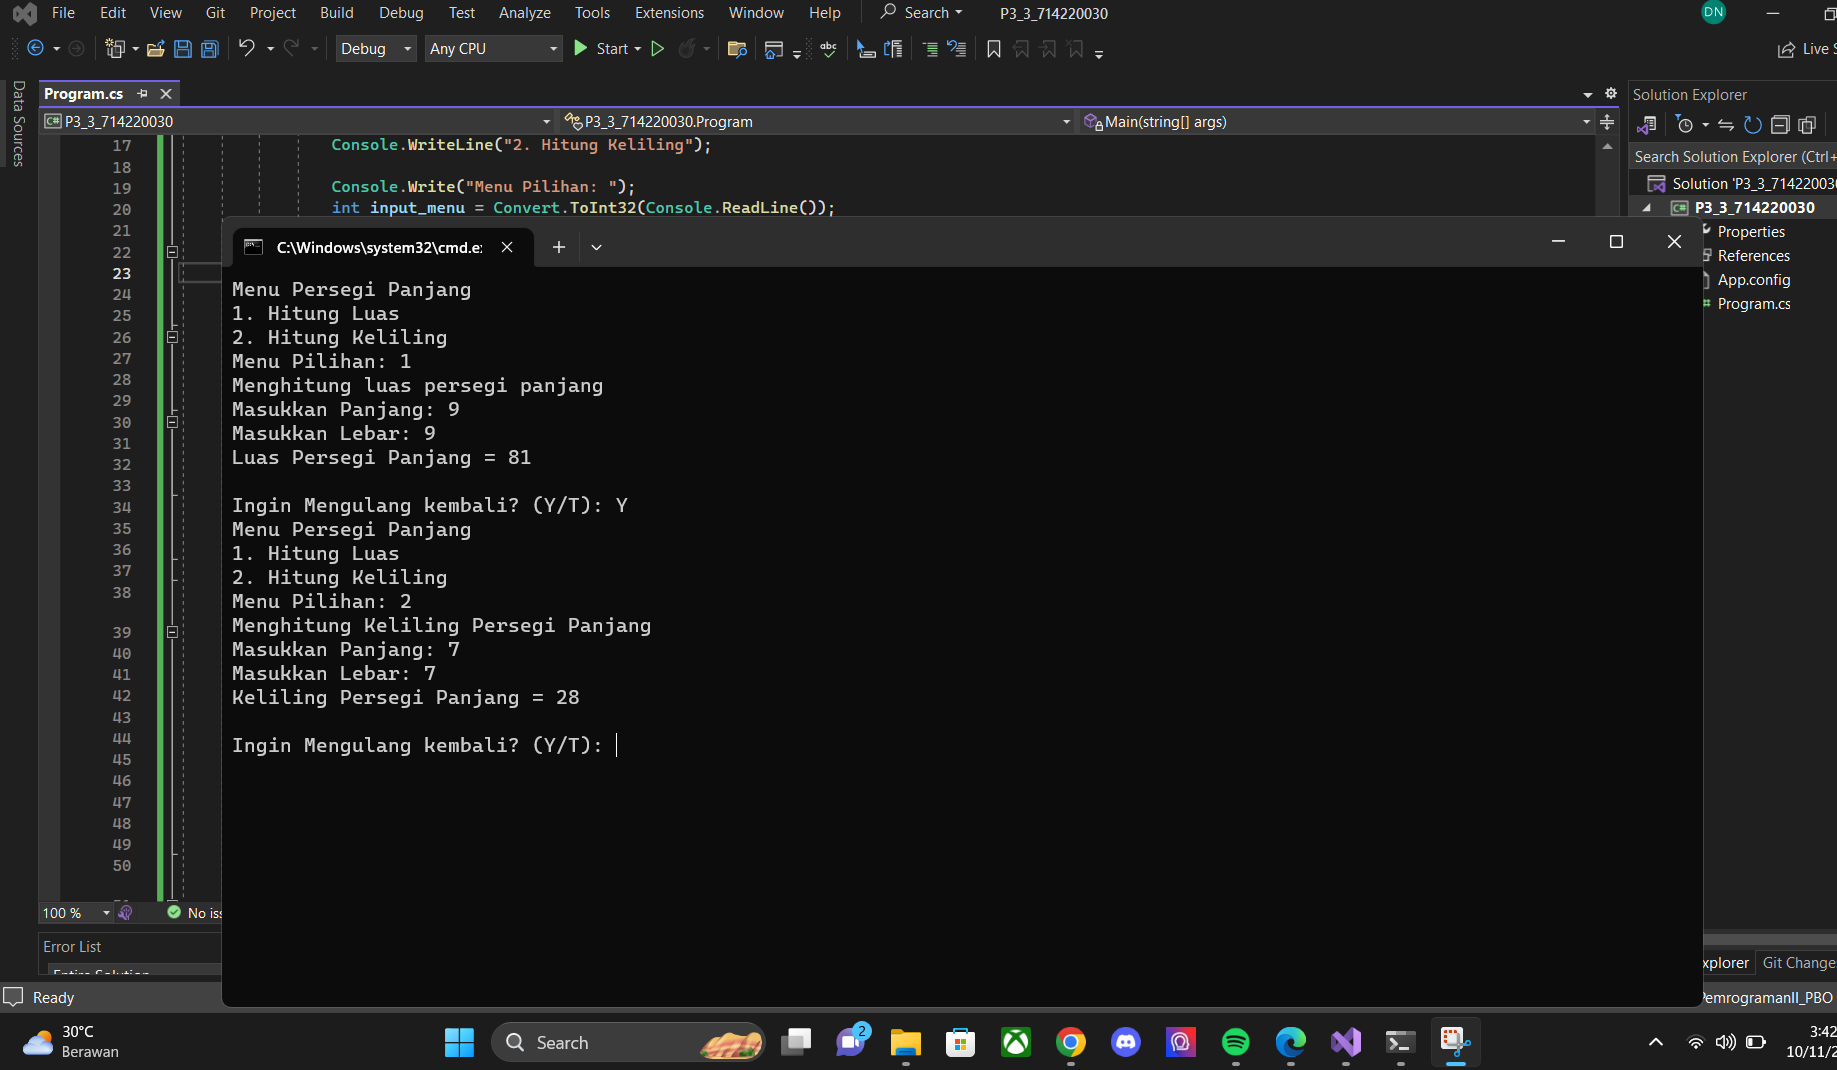 File Edit View Git Project Build Debug Test Analyze Tools Extensions Window Help Search P3_3_714220030 DN
Debug Any CPU Start Live
Data Sources
Program.cs
P3_3_714220030 P3_3_714220030.Program Main(string[] args)
17 Console.WriteLine("2. Hitung Keliling");
18
19 Console.Write("Menu Pilihan: ");
20 int input_menu = Convert.ToInt32(Console.ReadLine());
21
22
23
24
25
26
27
28
29
30
31
32
33
34
35
36
37
38
39
40
41
42
43
44
45
46
47
48
49
50
C:\Windows\system32\cmd.e
Menu Persegi Panjang
1. Hitung Luas
2. Hitung Keliling
Menu Pilihan: 1
Menghitung luas persegi panjang
Masukkan Panjang: 9
Masukkan Lebar: 9
Luas Persegi Panjang = 81
Ingin Mengulang kembali? (Y/T): Y
Menu Persegi Panjang
1. Hitung Luas
2. Hitung Keliling
Menu Pilihan: 2
Menghitung Keliling Persegi Panjang
Masukkan Panjang: 7
Masukkan Lebar: 7
Keliling Persegi Panjang = 28
Ingin Mengulang kembali? (Y/T):
Solution Explorer
Search Solution Explorer (Ctrl+
Solution 'P3_3_71422003
P3_3_714220030
Properties
References
App.config
Program.cs
100 % No iss
Error List
Entire Solution
xplorer Git Change
Ready
PemrogramanII_PBO
30°C
Berawan
Search
2
3:42
10/11/2